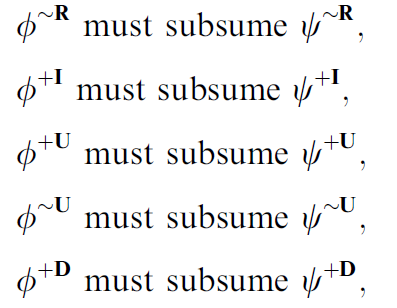 ϕ^{∼R} must subsume ψ^{∼R},
ϕ^{+I} must subsume ψ^{+I},
ϕ^{+U} must subsume ψ^{+U},
ϕ^{∼U} must subsume ψ^{∼U},
ϕ^{+D} must subsume ψ^{+D},